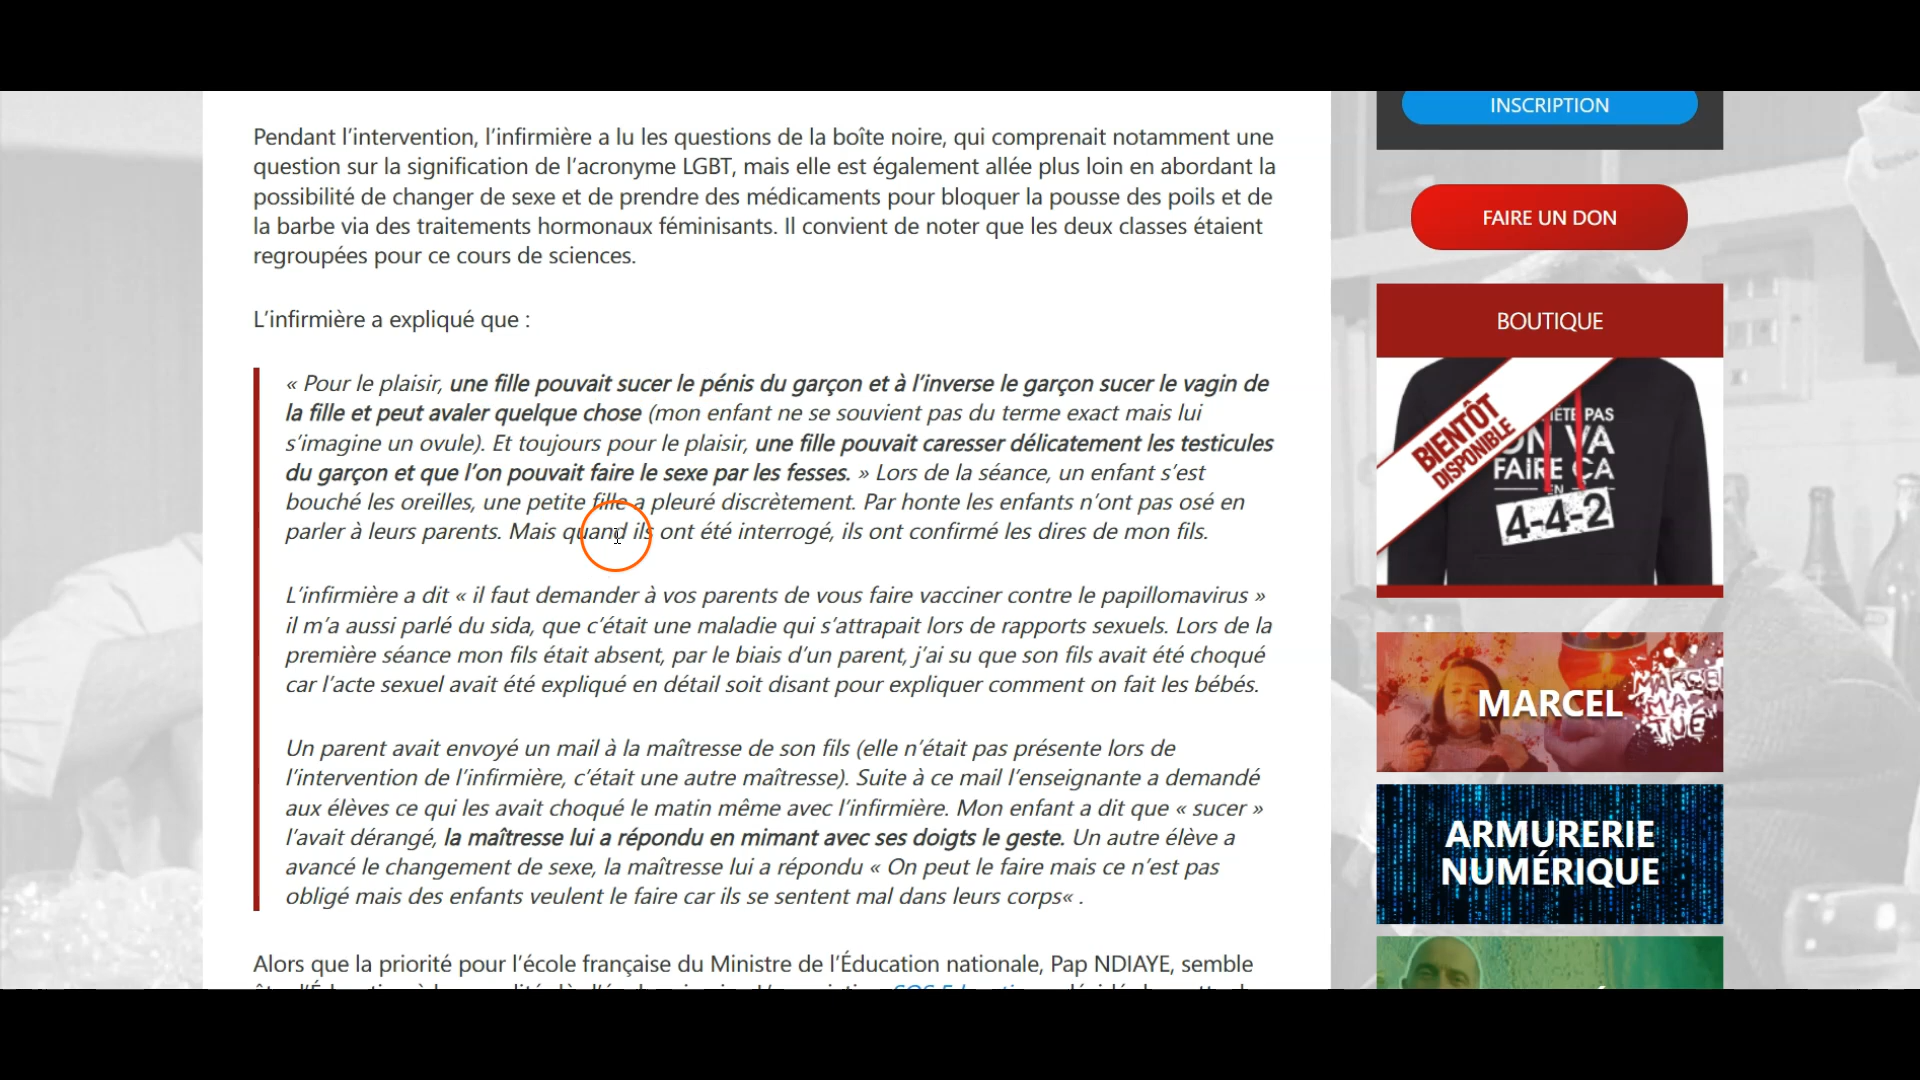 Pendant l'intervention, l'infirmière a lu les questions de la boîte noire, qui comprenait notamment une
question sur la signification de l'acronyme LGBT, mais elle est également allée plus loin en abordant la
possibilité de changer de sexe et de prendre des médicaments pour bloquer la pousse des poils et de
la barbe via des traitements hormonaux féminisants. Il convient de noter que les deux classes étaient
regroupées pour ce cours de sciences.
L'infirmière a expliqué que :
« Pour le plaisir, une fille pouvait sucer le pénis du garçon et à l'inverse le garçon sucer le vagin de
la fille et peut avaler quelque chose (mon enfant ne se souvient pas du terme exact mais lui
s'imagine un ovule). Et toujours pour le plaisir, une fille pouvait caresser délicatement les testicules
du garçon et que l'on pouvait faire le sexe par les fesses. » Lors de la séance, un enfant s'est
bouché les oreilles, une petite fille a pleuré discrètement. Par honte les enfants n'ont pas osé en
parler à leurs parents. Mais quand ils ont été interrogé, ils ont confirmé les dires de mon fils.
L'infirmière a dit « il faut demander à vos parents de vous faire vacciner contre le papillomavirus »
il m'a aussi parlé du sida, que c'était une maladie qui s'attrapait lors de rapports sexuels. Lors de la
première séance mon fils était absent, par le biais d'un parent, j'ai su que son fils avait été choqué
car l'acte sexuel avait été expliqué en détail soit disant pour expliquer comment on fait les bébés.
Un parent avait envoyé un mail à la maîtresse de son fils (elle n'était pas présente lors de
l'intervention de l'infirmière, c'était une autre maîtresse). Suite à ce mail l'enseignante a demandé
aux élèves ce qui les avait choqué le matin même avec l'infirmière. Mon enfant a dit que « sucer »
l'avait dérangé, la maîtresse lui a répondu en mimant avec ses doigts le geste. Un autre élève a
avancé le changement de sexe, la maîtresse lui a répondu « On peut le faire mais ce n'est pas
obligé mais des enfants veulent le faire car ils se sentent mal dans leurs corps« .
Alors que la priorité pour l'école française du Ministre de l'Éducation nationale, Pap NDIAYE, semble
INSCRIPTION
FAIRE UN DON
BOUTIQUE
BIENTÔT
DISPONIBLE
PAS
ON VA
FAIRE ÇA
EN
4-4-2
MARCEL
MARCEL
MA
TUE
ARMURERIE
NUMÉRIQUE